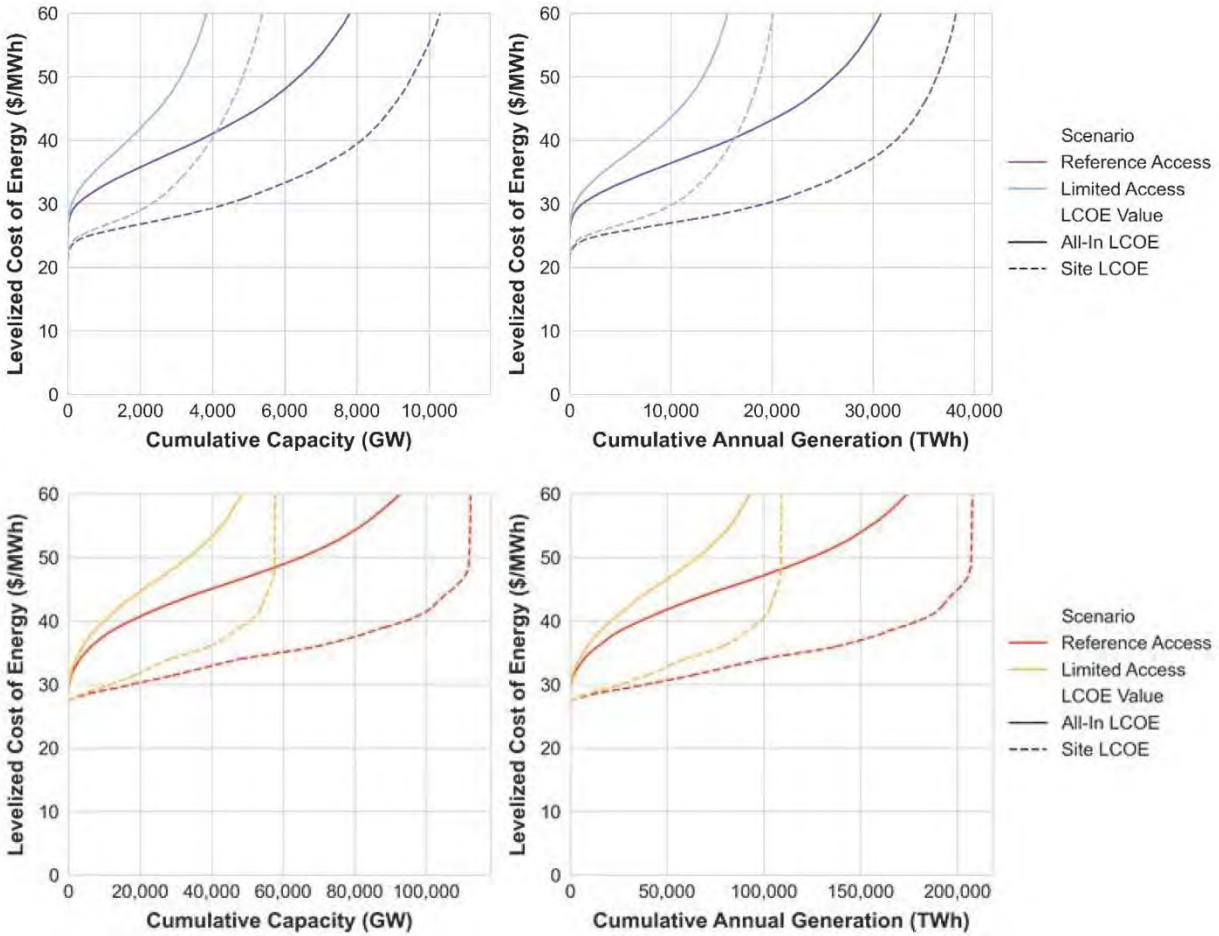 60
50
40
30
20
10
0
Levelized Cost of Energy ($/MWh)
0 2,000 4,000 6,000 8,000 10,000
Cumulative Capacity (GW)
60
50
40
30
20
10
0
Levelized Cost of Energy ($/MWh)
0 10,000 20,000 30,000 40,000
Cumulative Annual Generation (TWh)
Scenario
Reference Access
Limited Access
LCOE Value
All-In LCOE
Site LCOE
60
50
40
30
20
10
0
Levelized Cost of Energy ($/MWh)
0 20,000 40,000 60,000 80,000 100,000
Cumulative Capacity (GW)
60
50
40
30
20
10
0
Levelized Cost of Energy ($/MWh)
0 50,000 100,000 150,000 200,000
Cumulative Annual Generation (TWh)
Scenario
Reference Access
Limited Access
LCOE Value
All-In LCOE
Site LCOE